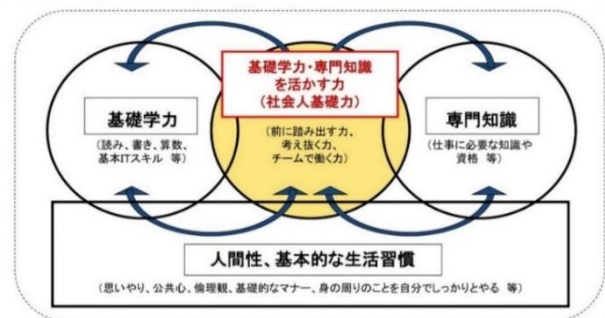 基礎学力・専門知識
を活かす力
(社会人基礎力)
基礎学力
(読み、書き、算数、
基本ITスキル 等)
(前に踏み出す力、
考え抜く力、
チームで働く力)
専門知識
(仕事に必要な知識や
資格 等)
人間性、基本的な生活習慣
(思いやり、公共心、倫理観、基礎的なマナー、身の周りのことを自分でしっかりとやる 等)